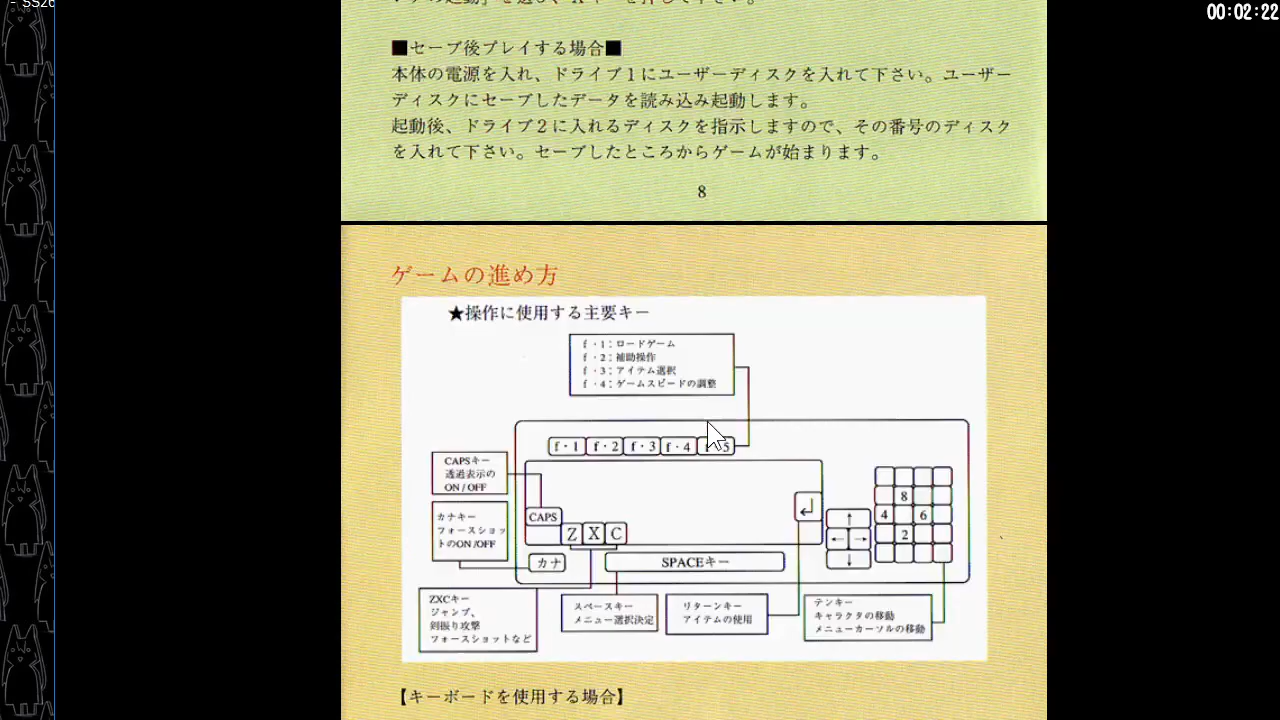 - SS26
00:02:22
■セーブ後プレイする場合■
本体の電源を入れ、ドライブ1にユーザーディスクを入れて下さい。ユーザー
ディスクにセーブしたデータを読み込み起動します。
起動後、ドライブ2に入れるディスクを指示しますので、その番号のディスク
を入れて下さい。セーブしたところからゲームが始まります。
8
ゲームの進め方
★操作に使用する主要キー
f・1：ロードゲーム
f・2：補助操作
f・3：アイテム選択
f・4：ゲームスピードの調整
f・1 f・2 f・3 f・4
CAPSキー
透過表示の
ON / OFF
カナキー
フォースショッ
トのON /OFF
CAPS
Z X C
カナ
SPACEキー
↵
↑
← →
↓
8
4 6
2
ZXCキー
ジャンプ、
剣振り攻撃
フォースショットなど
スペースキー
メニュー選択決定
リターンキー
アイテムの使用
テンキー
キャラクタの移動
メニューカーソルの移動
【キーボードを使用する場合】